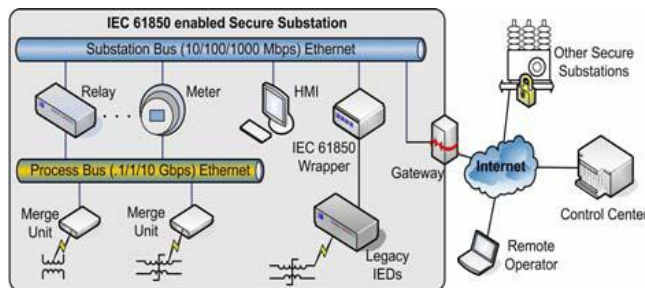 IEC 61850 enabled Secure Substation
Substation Bus (10/100/1000 Mbps) Ethernet
Relay
Meter
HMI
IEC 61850
Wrapper
Process Bus (.1/1/10 Gbps) Ethernet
Merge
Unit
Merge
Unit
Legacy
IEDs
Gateway
Internet
Other Secure
Substations
Control Center
Remote
Operator